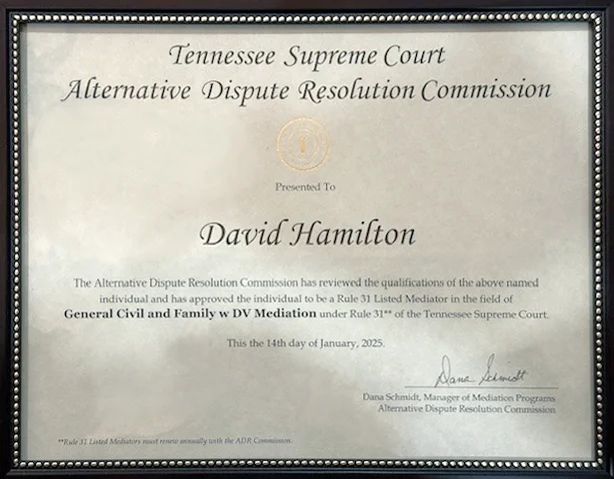 Tennessee Supreme Court
Alternative Dispute Resolution Commission
Presented To
David Hamilton
The Alternative Dispute Resolution Commission has reviewed the qualifications of the above named
individual and has approved the individual to be a Rule 31 Listed Mediator in the field of
General Civil and Family w DV Mediation under Rule 31** of the Tennessee Supreme Court.
This the 14th day of January, 2025.
Dana Schmidt
Dana Schmidt, Manager of Mediation Programs
Alternative Dispute Resolution Commission
**Rule 31 Listed Mediators must renew annually with the ADR Commission.